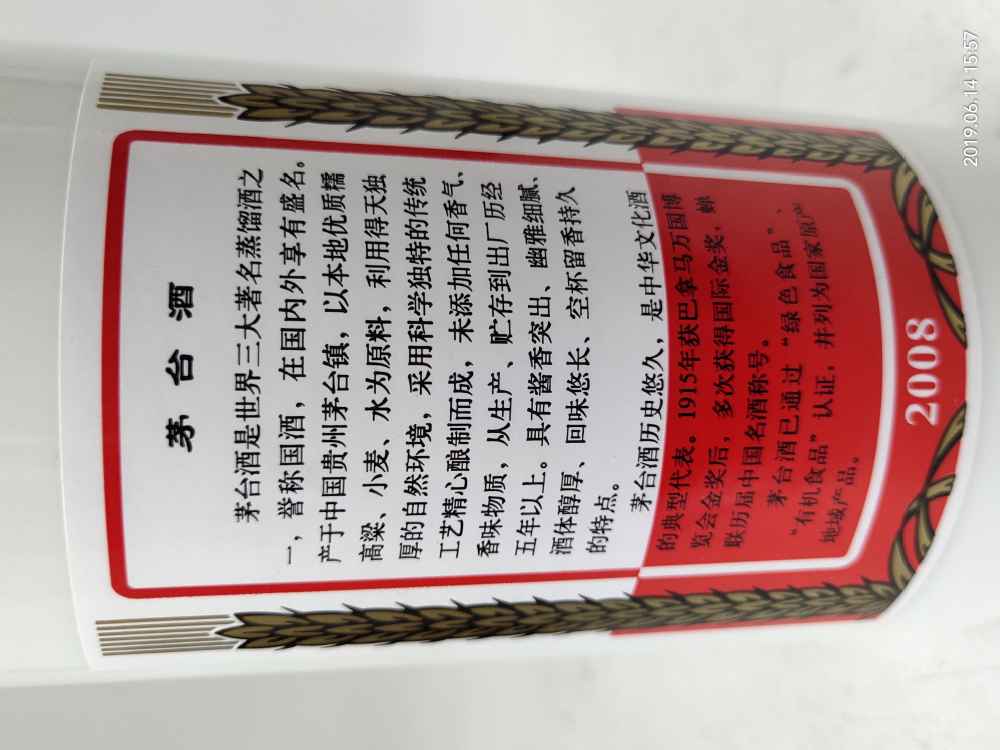 茅台酒
茅台酒是世界三大著名蒸馏酒之
一，誉称国酒，在国内外享有盛名。
产于中国贵州茅台镇，以本地优质糯
高粱、小麦、水为原料，利用得天独
厚的自然环境，采用科学独特的传统
工艺精心酿制而成，未添加任何香气、
香味物质，从生产、贮存到出厂历经
五年以上。具有酱香突出、幽雅细腻、
酒体醇厚、回味悠长、空杯留香持久
的特点。
茅台酒历史悠久，是中华文化酒
的典型代表。1915年获巴拿马万国博
览会金奖后，多次获得国际金奖，蝉
联历届中国名酒称号。
茅台酒已通过“绿色食品”、
“有机食品”认证，并列为国家原产
地域产品。
2008
2019.06.14 15:57